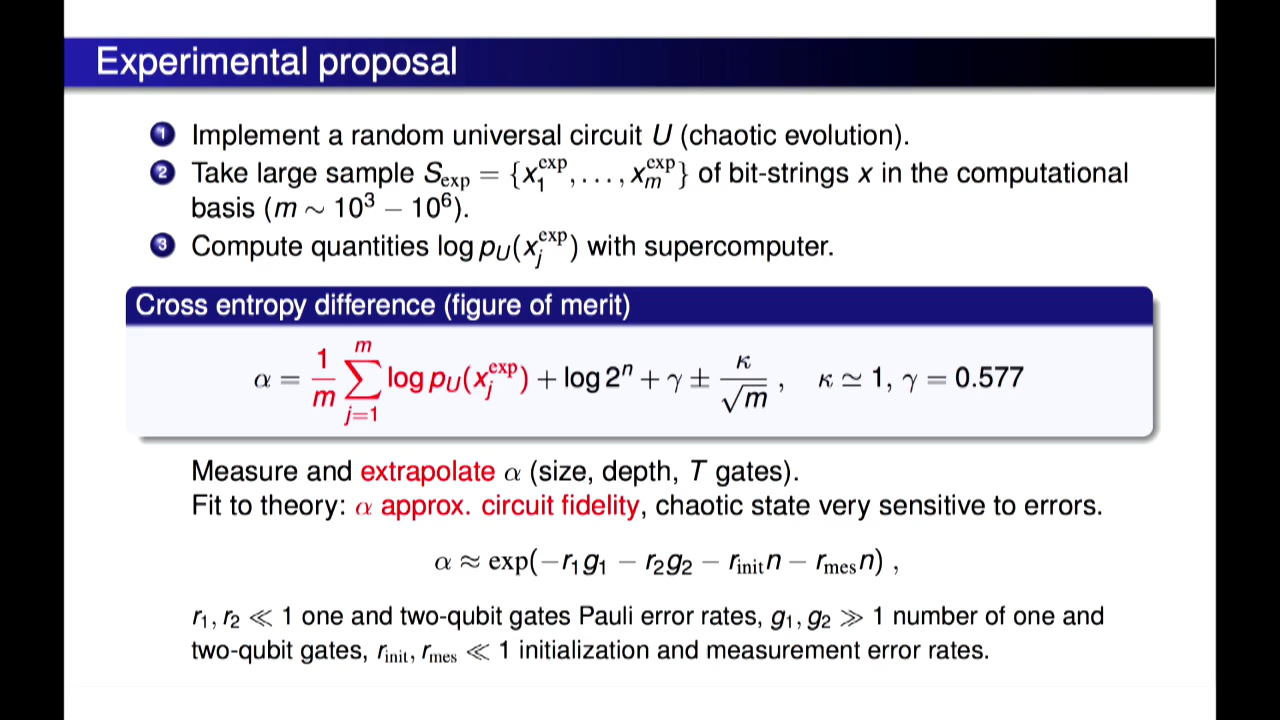 Experimental proposal
1 Implement a random universal circuit U (chaotic evolution).
2 Take large sample S_exp = {x_1^exp, . . . , x_m^exp} of bit-strings x in the computational
basis (m ∼ 10^3 − 10^6).
3 Compute quantities log p_U(x_j^exp) with supercomputer.
Cross entropy difference (figure of merit)
α = 1/m ∑_{j=1}^{m} log p_U(x_j^exp) + log 2^n + γ ± κ/√m , κ ≃ 1, γ = 0.577
Measure and extrapolate α (size, depth, T gates).
Fit to theory: α approx. circuit fidelity, chaotic state very sensitive to errors.
α ≈ exp(−r_1 g_1 − r_2 g_2 − r_init n − r_mes n) ,
r_1, r_2 ≪ 1 one and two-qubit gates Pauli error rates, g_1, g_2 ≫ 1 number of one and
two-qubit gates, r_init, r_mes ≪ 1 initialization and measurement error rates.